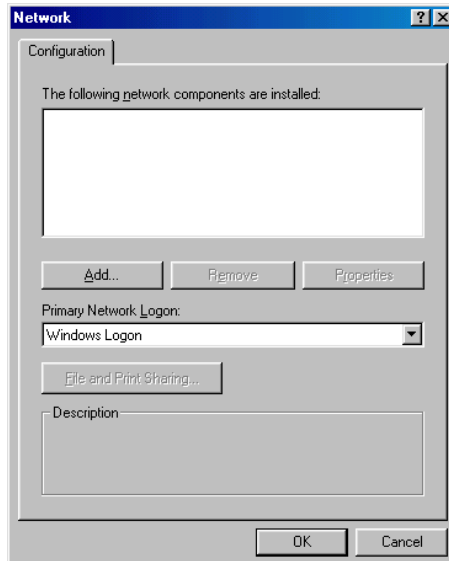 Network
Configuration
The following network components are installed:
Add...
Remove
Properties
Primary Network Logon:
Windows Logon
File and Print Sharing...
Description
OK
Cancel